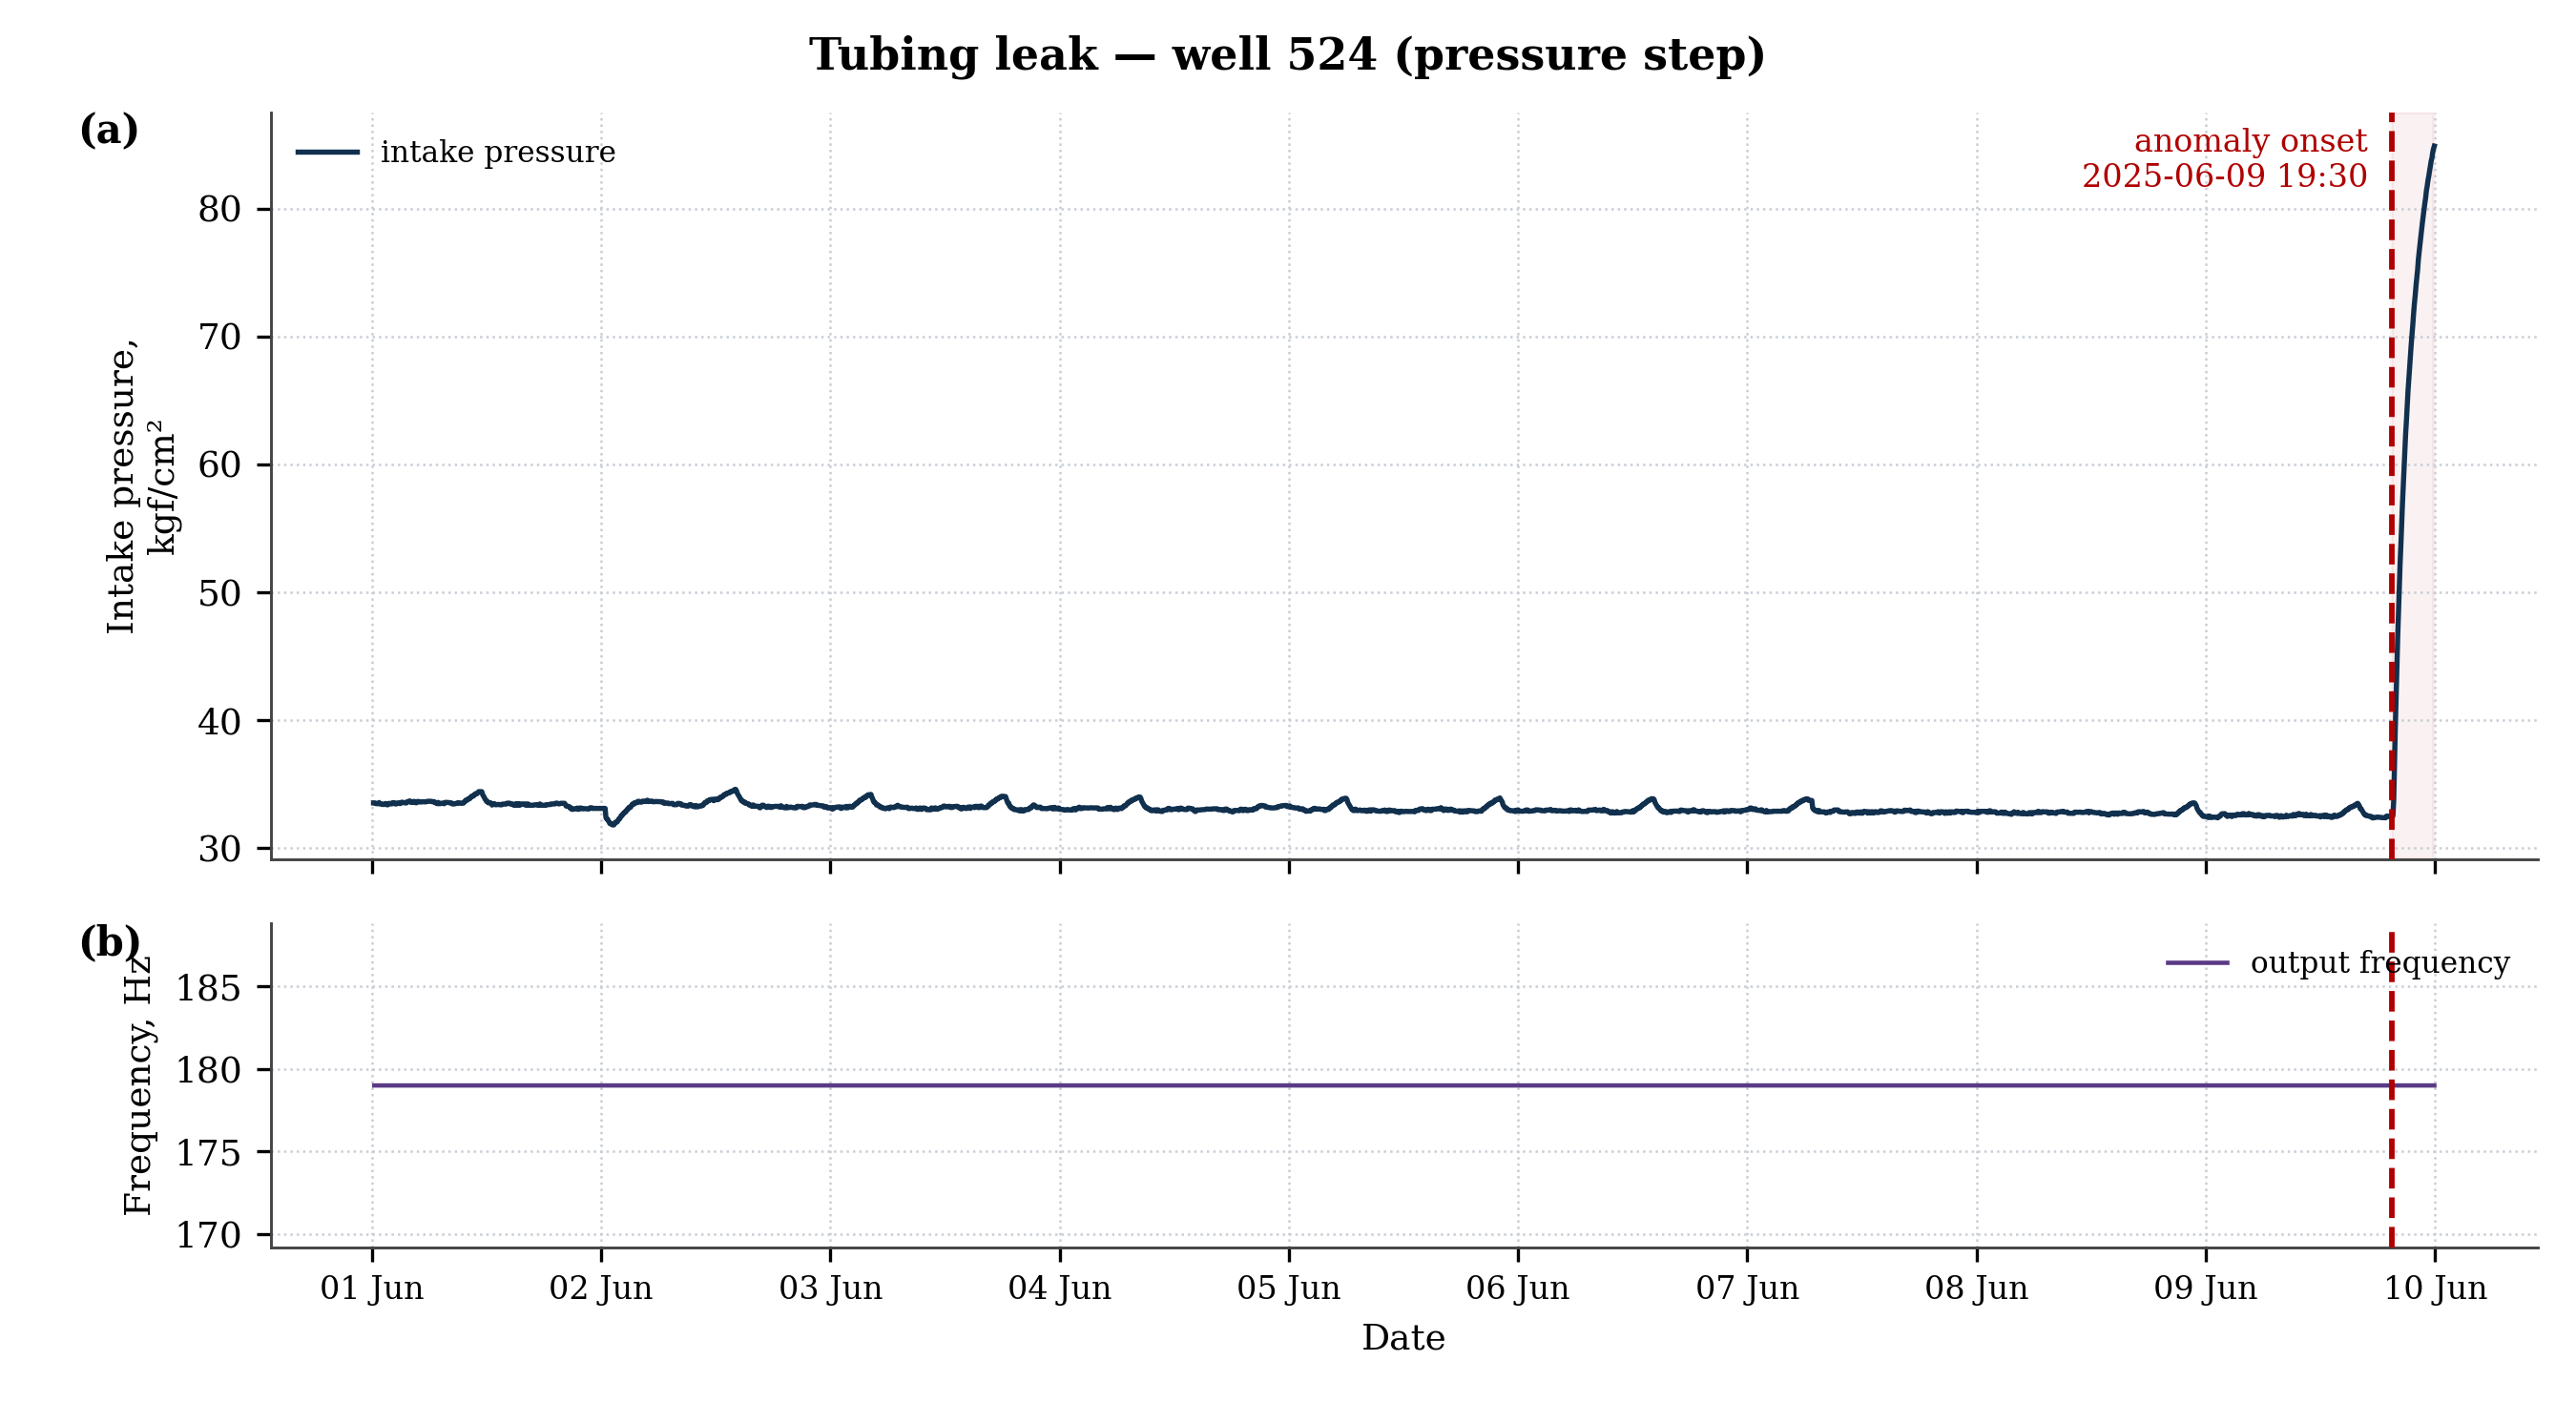 Tubing leak — well 524 (pressure step)
(a)
intake pressure
anomaly onset
2025-06-09 19:30
Intake pressure,
kgf/cm²
80
70
60
50
40
30
(b)
output frequency
Frequency, Hz
185
180
175
170
01 Jun
02 Jun
03 Jun
04 Jun
05 Jun
06 Jun
07 Jun
08 Jun
09 Jun
10 Jun
Date